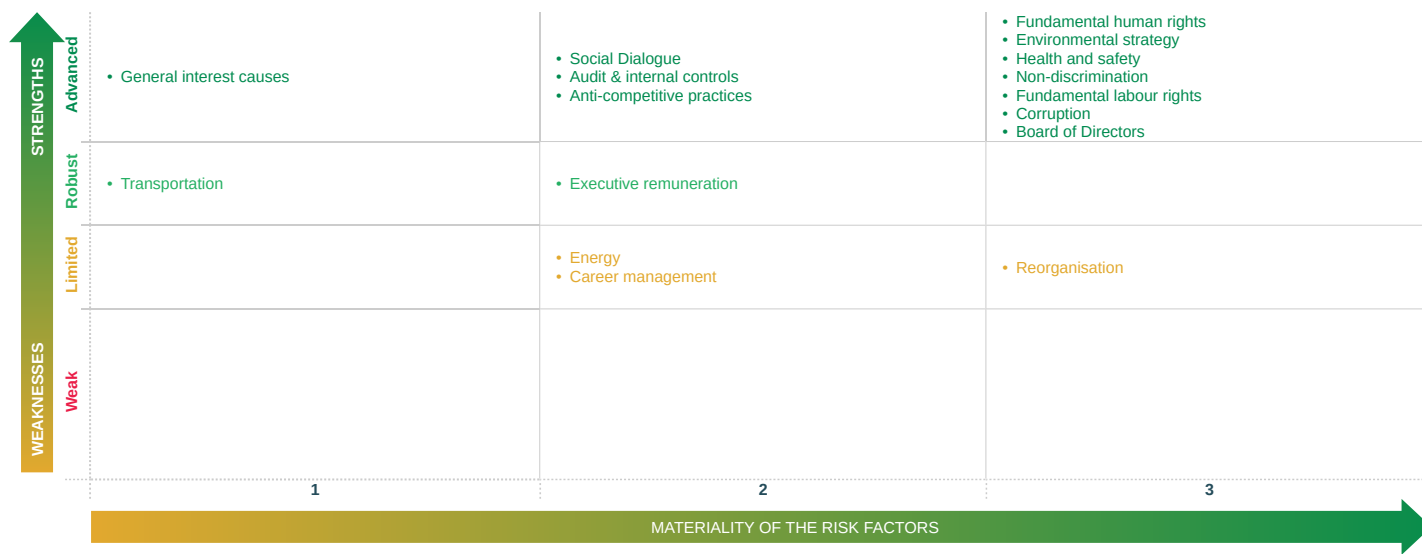 STRENGTHS
WEAKNESSES
Advanced
• General interest causes
• Social Dialogue
• Audit & internal controls
• Anti-competitive practices
• Fundamental human rights
• Environmental strategy
• Health and safety
• Non-discrimination
• Fundamental labour rights
• Corruption
• Board of Directors
Robust
• Transportation
• Executive remuneration
Limited
• Energy
• Career management
• Reorganisation
Weak
1
2
3
MATERIALITY OF THE RISK FACTORS